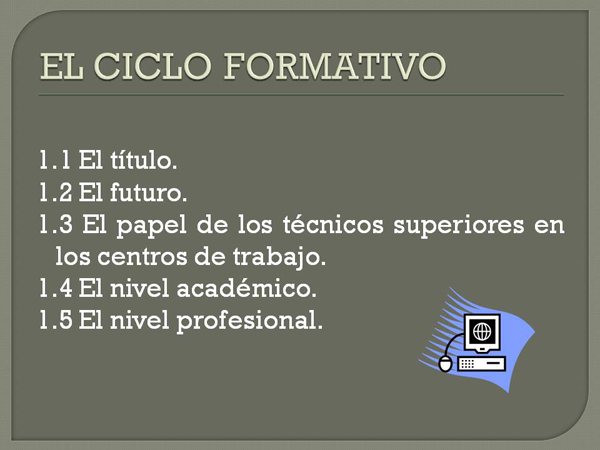 EL CICLO FORMATIVO
1.1 El título.
1.2 El futuro.
1.3 El papel de los técnicos superiores en
los centros de trabajo.
1.4 El nivel académico.
1.5 El nivel profesional.